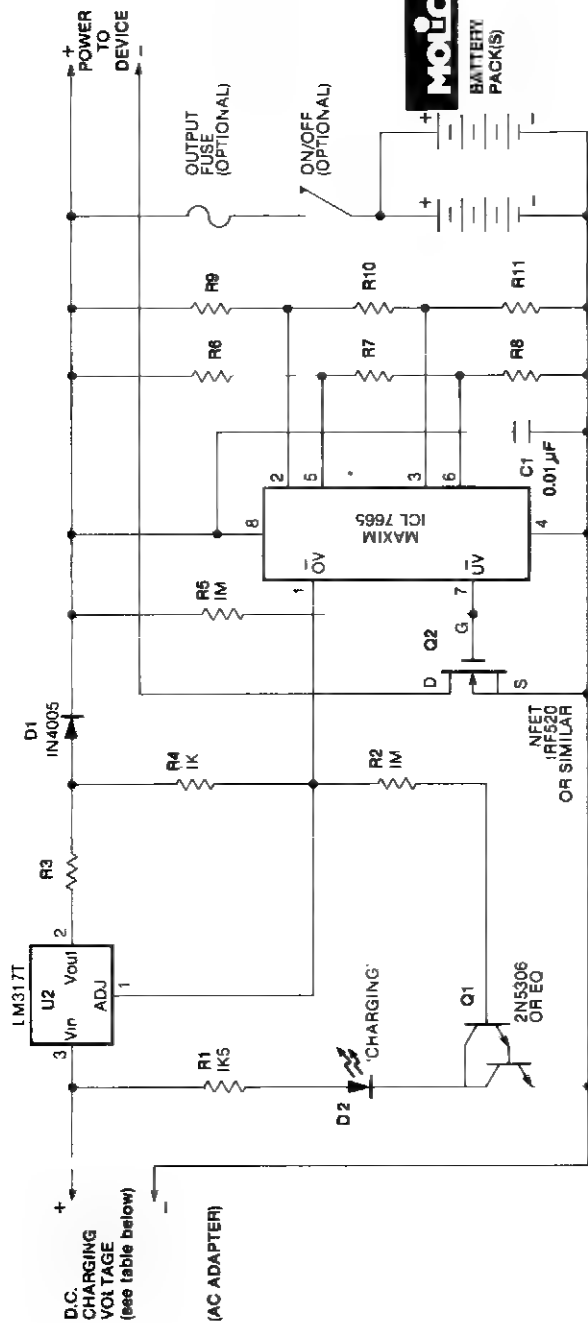 D.C.
CHARGING
VOLTAGE
(see table below)
(AC ADAPTER)
+
-
LM317T
U2
3
Vin
Vout
2
ADJ
1
R3
D1
IN4005
+
POWER
TO
DEVICE
-
R1
1K5
D2
'CHARGING'
Q1
2N5306
OR EQ
R4
1K
R2
1M
R5
1M
1
OV
8
MAXIM
ICL 7665
2
5
3
6
UV
7
4
G
D
S
Q2
NFET
IRF520
OR SIMILAR
C1
0.01µF
R6
R7
R8
R9
R10
R11
OUTPUT
FUSE
(OPTIONAL)
ON/OFF
(OPTIONAL)
+
-
+
-
BATTERY
PACK(S)